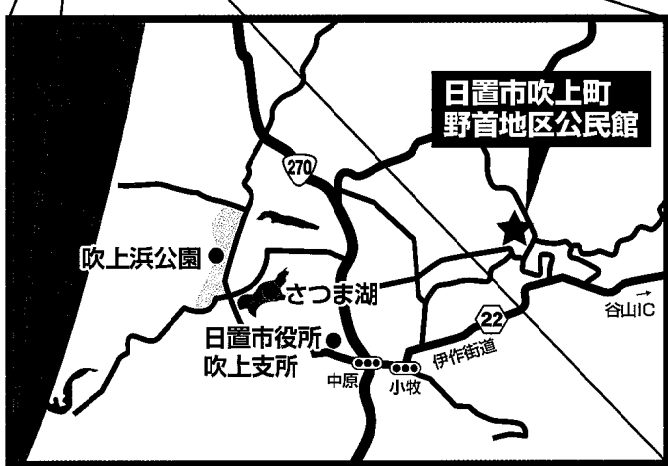 日置市吹上町
野首地区公民館
270
吹上浜公園
さつま湖
日置市役所
吹上支所
中原
小牧
伊作街道
22
→
谷山IC